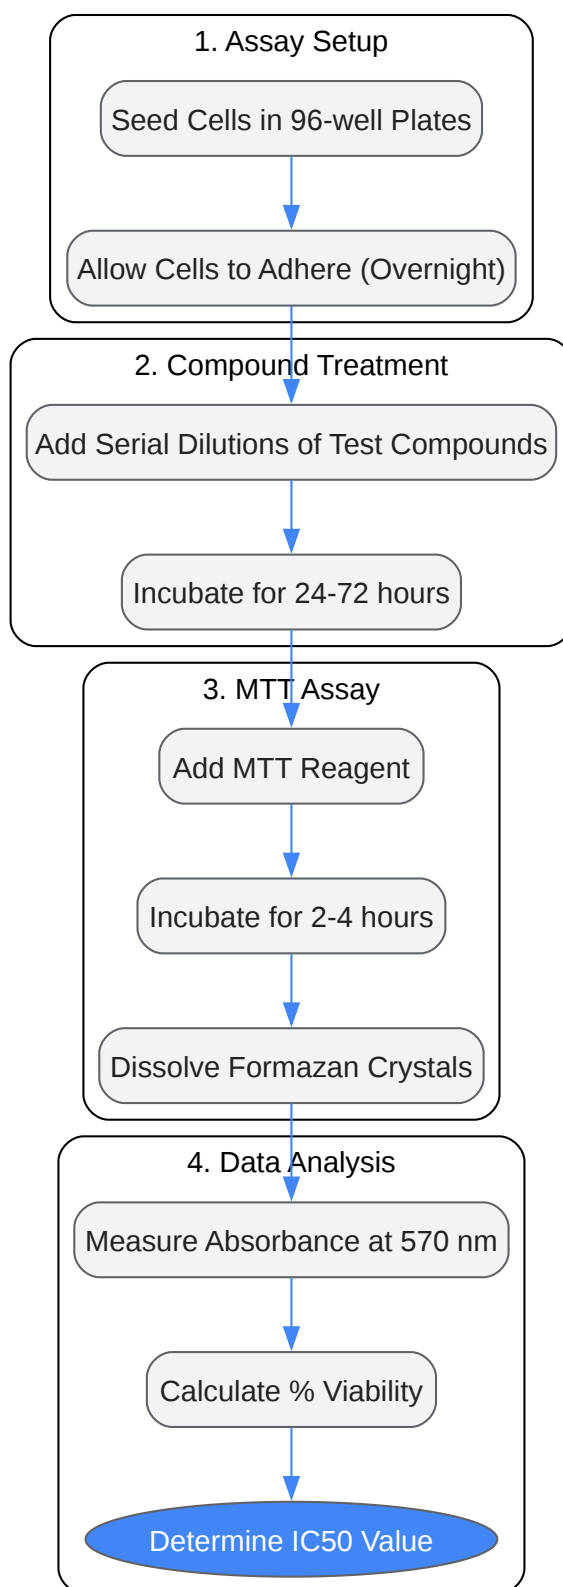 1. Assay Setup
Seed Cells in 96-well Plates
Allow Cells to Adhere (Overnight)
2. Compound Treatment
Add Serial Dilutions of Test Compounds
Incubate for 24-72 hours
3. MTT Assay
Add MTT Reagent
Incubate for 2-4 hours
Dissolve Formazan Crystals
4. Data Analysis
Measure Absorbance at 570 nm
Calculate % Viability
Determine IC50 Value